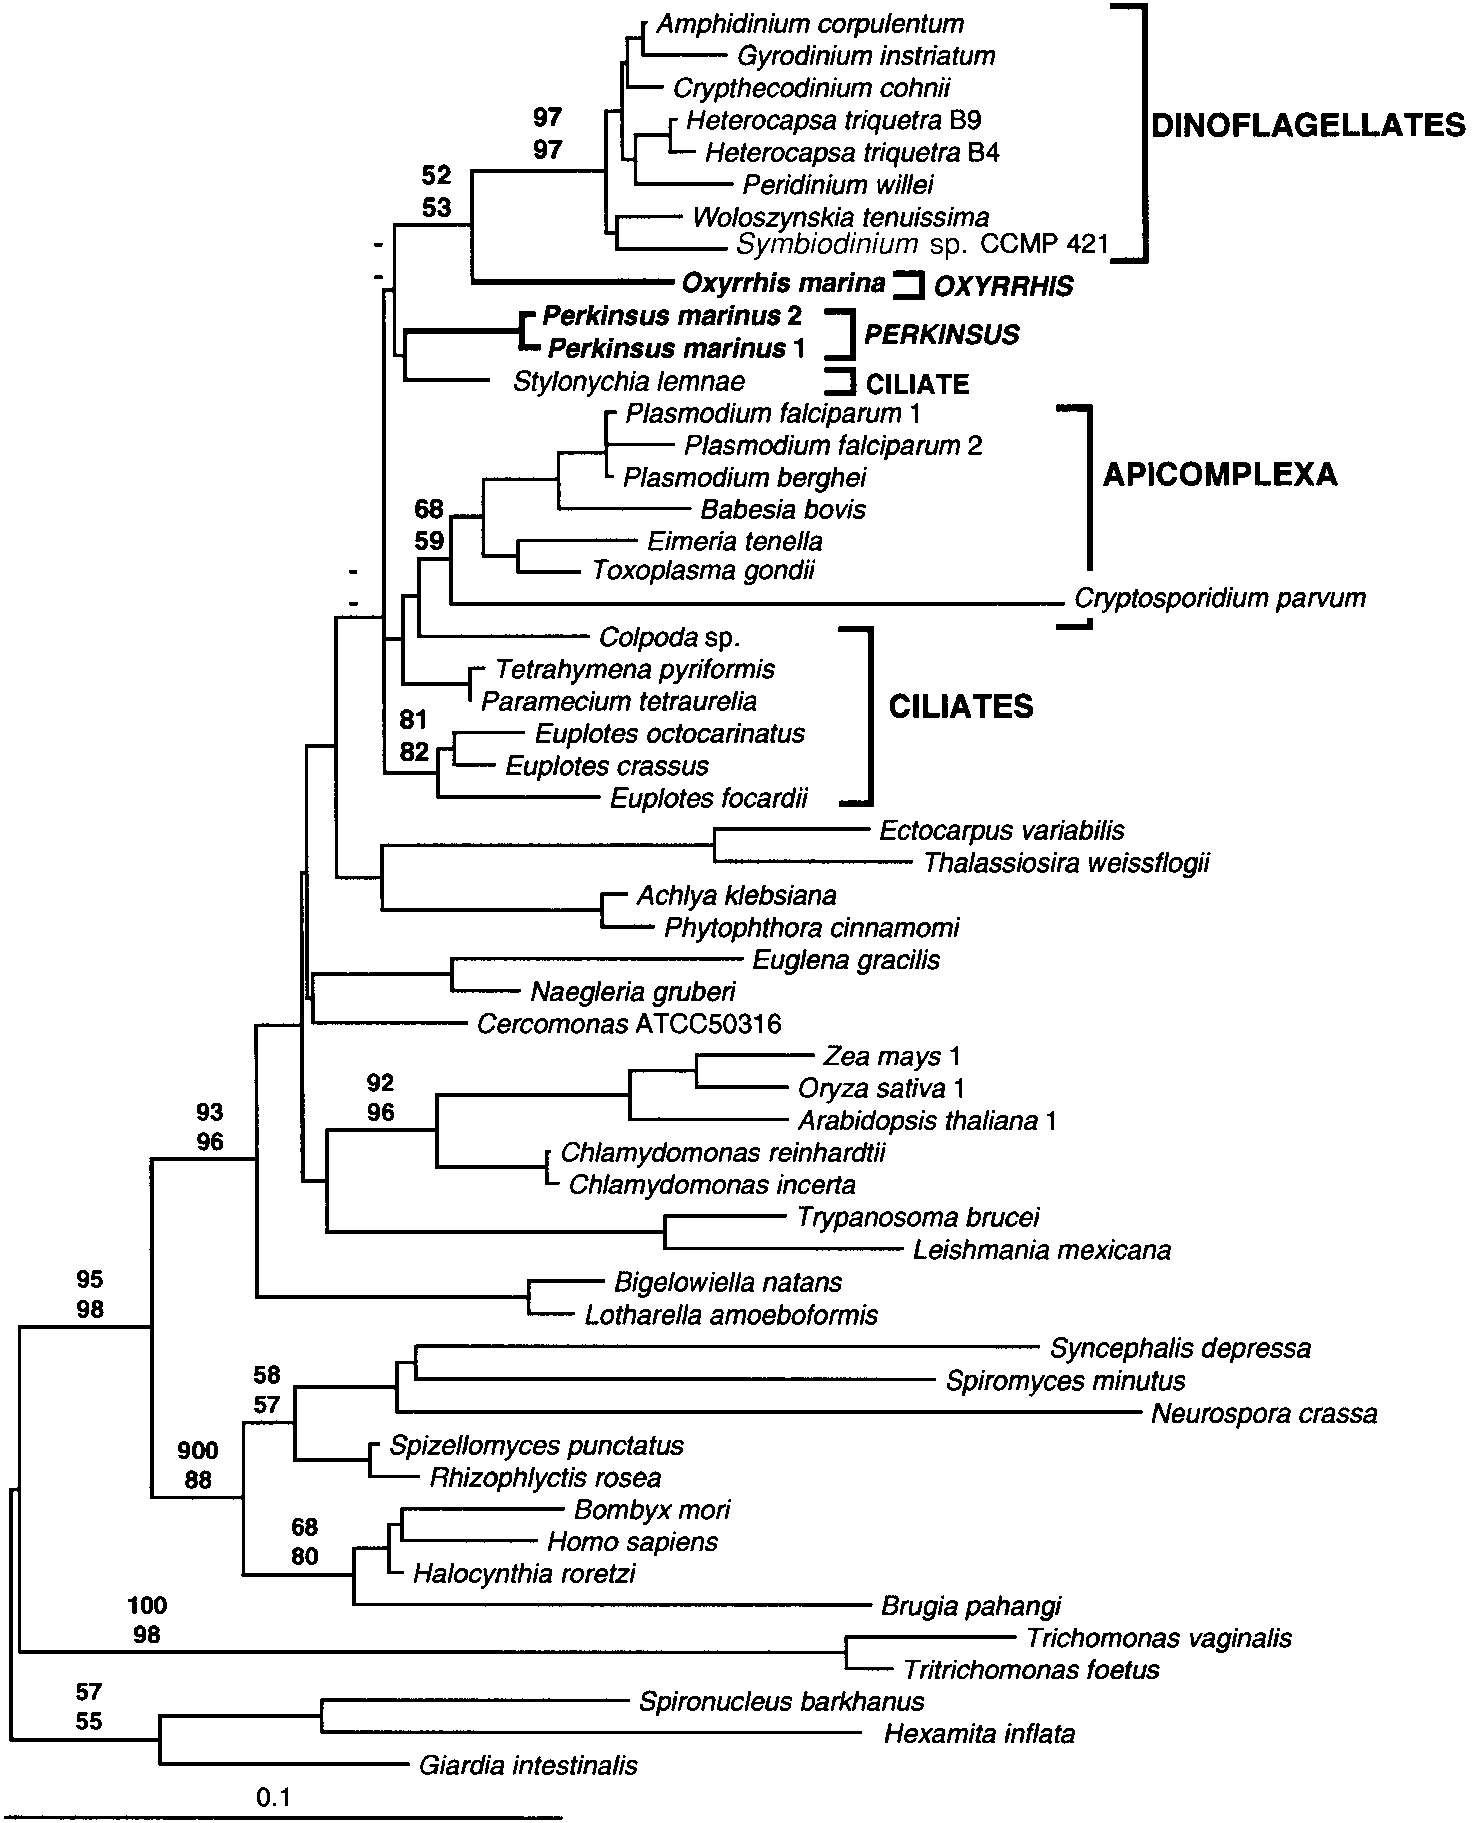 Amphidinium corpulentum
Gyrodinium instriatum
Crypthecodinium cohnii
97
Heterocapsa triquetra B9
DINOFLAGELLATES
97
Heterocapsa triquetra B4
52
Peridinium willei
53
Woloszynskia tenuissima
-
Symbiodinium sp. CCMP 421
-
Oxyrrhis marina
OXYRRHIS
Perkinsus marinus 2
PERKINSUS
Perkinsus marinus 1
Stylonychia lemnae
CILIATE
Plasmodium falciparum 1
Plasmodium falciparum 2
APICOMPLEXA
Plasmodium berghei
68
Babesia bovis
59
Eimeria tenella
-
Toxoplasma gondii
-
Cryptosporidium parvum
Colpoda sp.
Tetrahymena pyriformis
Paramecium tetraurelia
CILIATES
81
Euplotes octocarinatus
82
Euplotes crassus
Euplotes focardii
Ectocarpus variabilis
Thalassiosira weissflogii
Achlya klebsiana
Phytophthora cinnamomi
Euglena gracilis
Naegleria gruberi
Cercomonas ATCC50316
Zea mays 1
92
Oryza sativa 1
93
96
Arabidopsis thaliana 1
96
Chlamydomonas reinhardtii
Chlamydomonas incerta
Trypanosoma brucei
Leishmania mexicana
95
Bigelowiella natans
98
Lotharella amoeboformis
Syncephalis depressa
58
Spiromyces minutus
57
Neurospora crassa
900
Spizellomyces punctatus
88
Rhizophlyctis rosea
Bombyx mori
68
Homo sapiens
80
Halocynthia roretzi
100
Brugia pahangi
98
Trichomonas vaginalis
Tritrichomonas foetus
57
Spironucleus barkhanus
55
Hexamita inflata
Giardia intestinalis
0.1